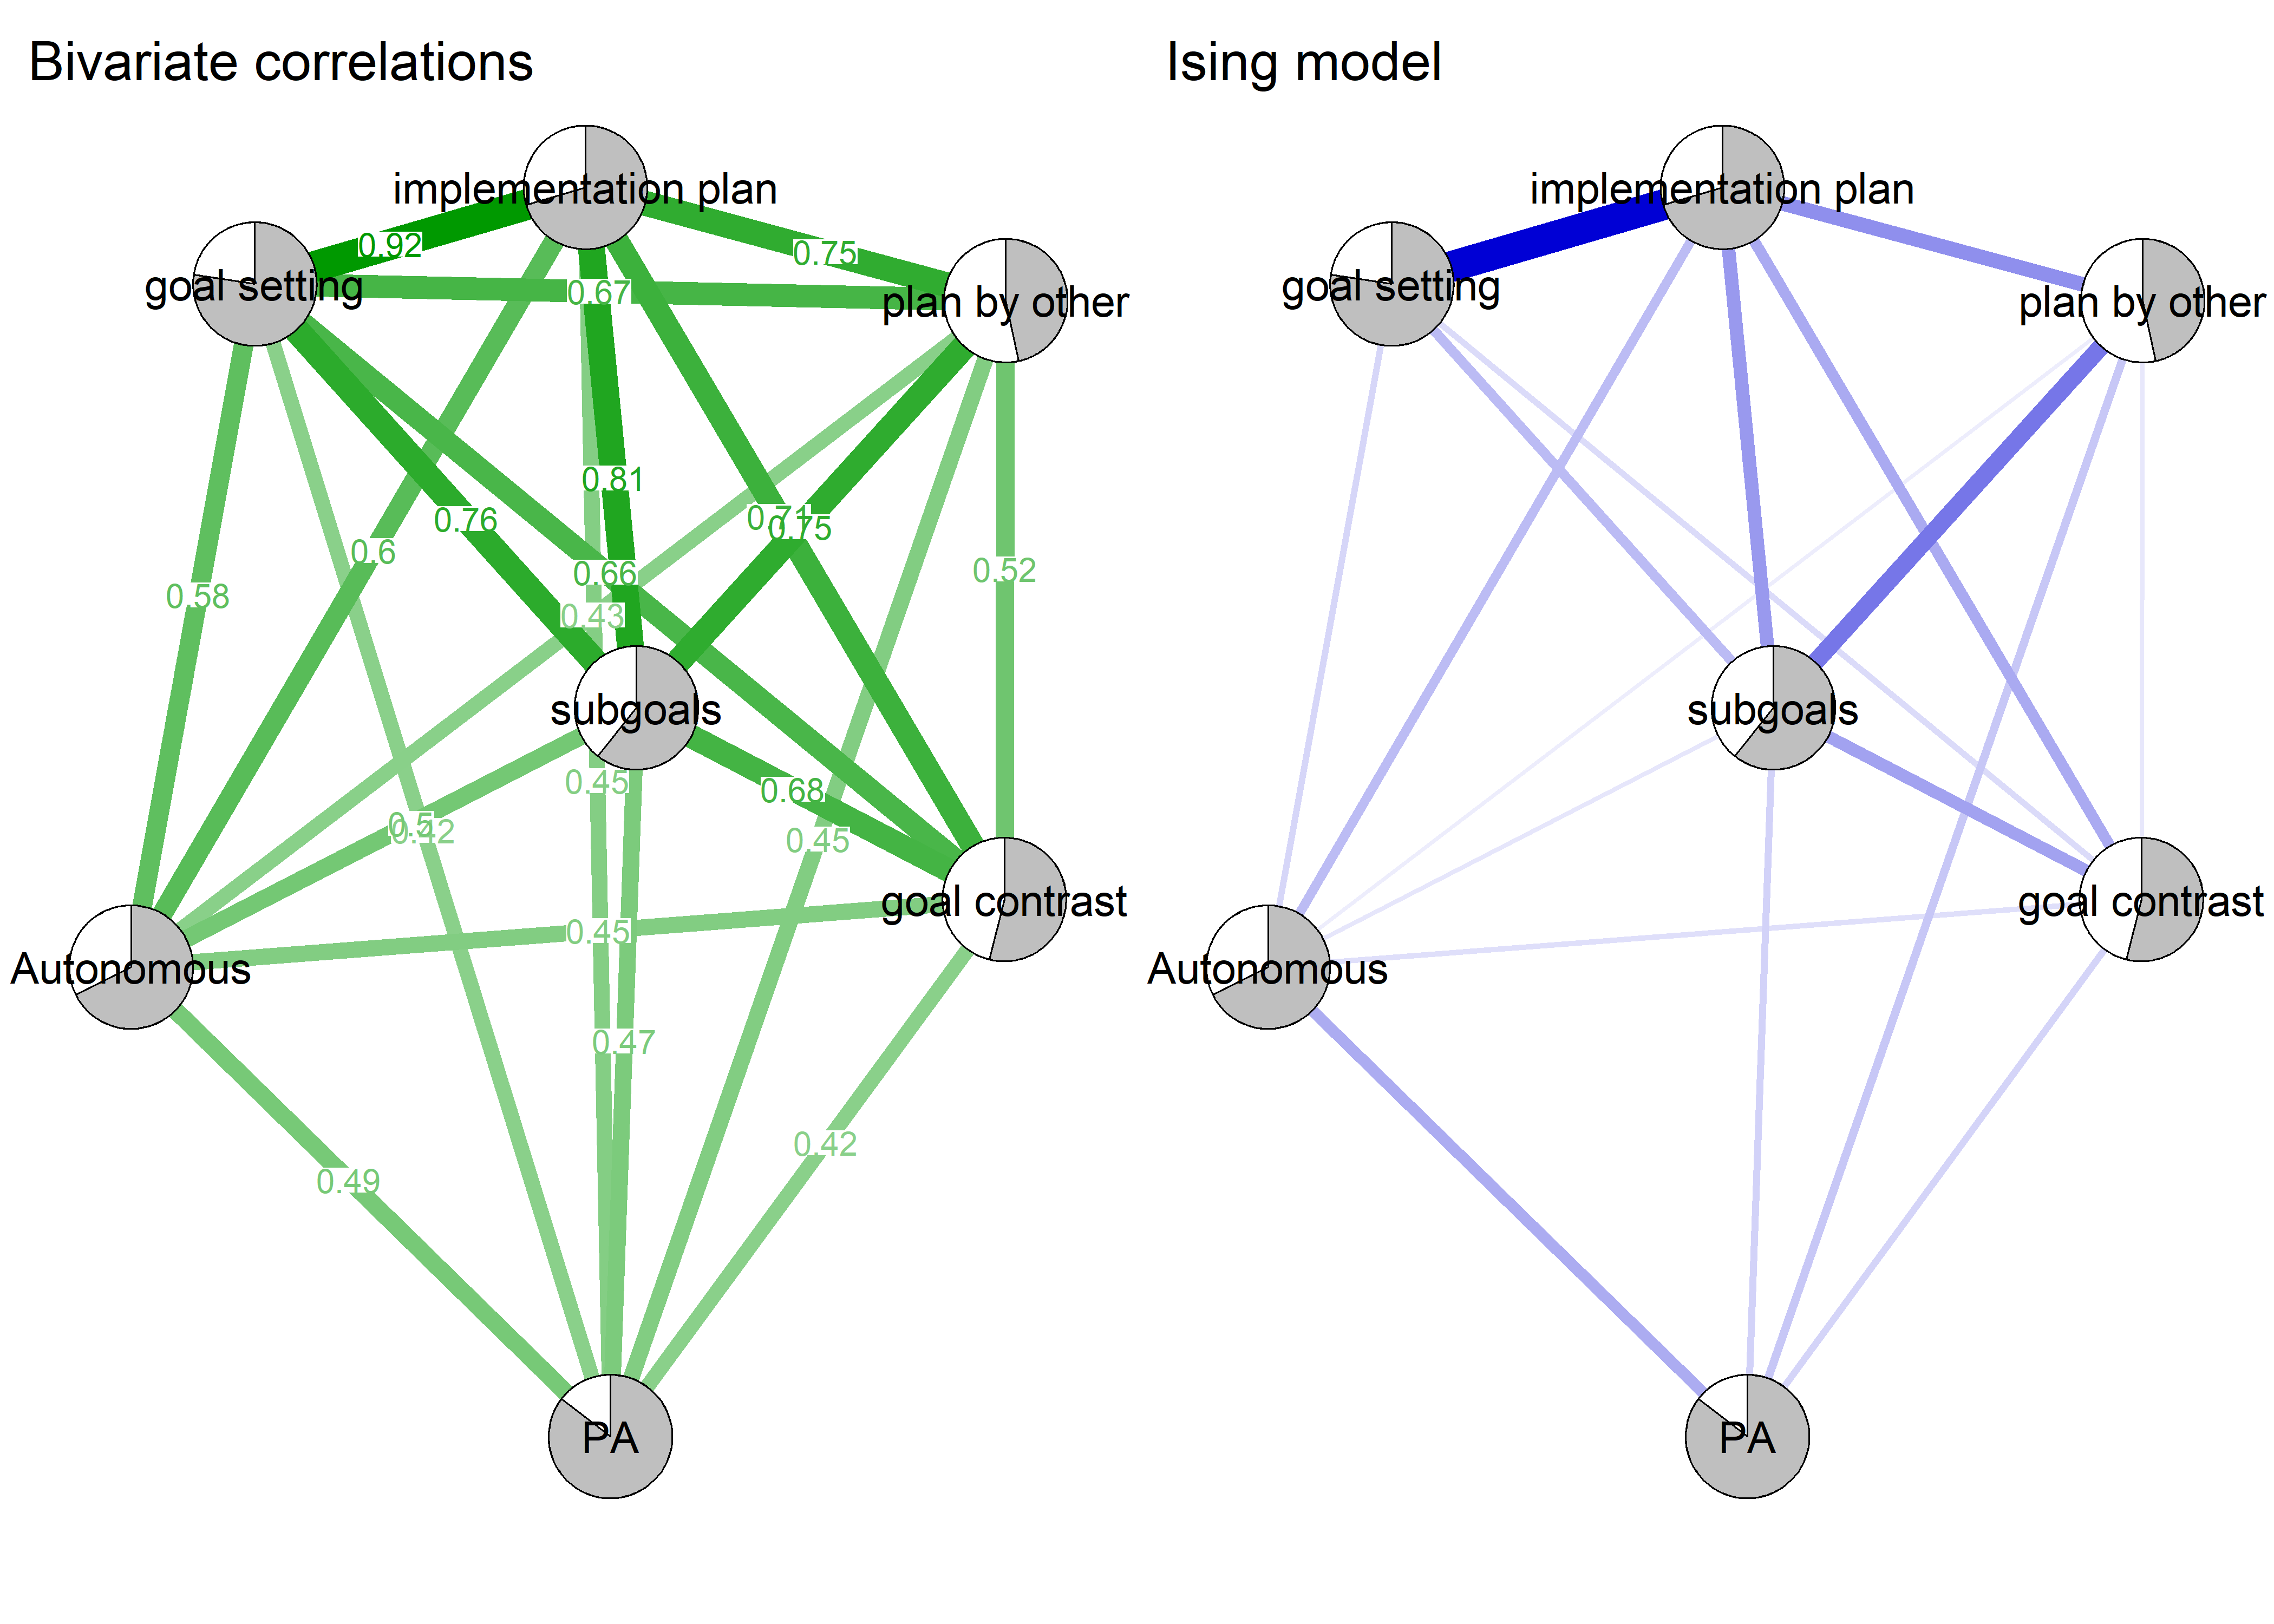 Bivariate correlations
Ising model
implementation plan
implementation plan
0.92
0.75
goal setting
0.67
plan by other
goal setting
plan by other
0.81
0.76
0.71
0.75
0.6
0.66
0.52
0.58
0.43
subgoals
subgoals
0.45
0.68
0.5
0.42
0.45
goal contrast
goal contrast
0.45
Autonomous
Autonomous
0.47
0.42
0.49
PA
PA